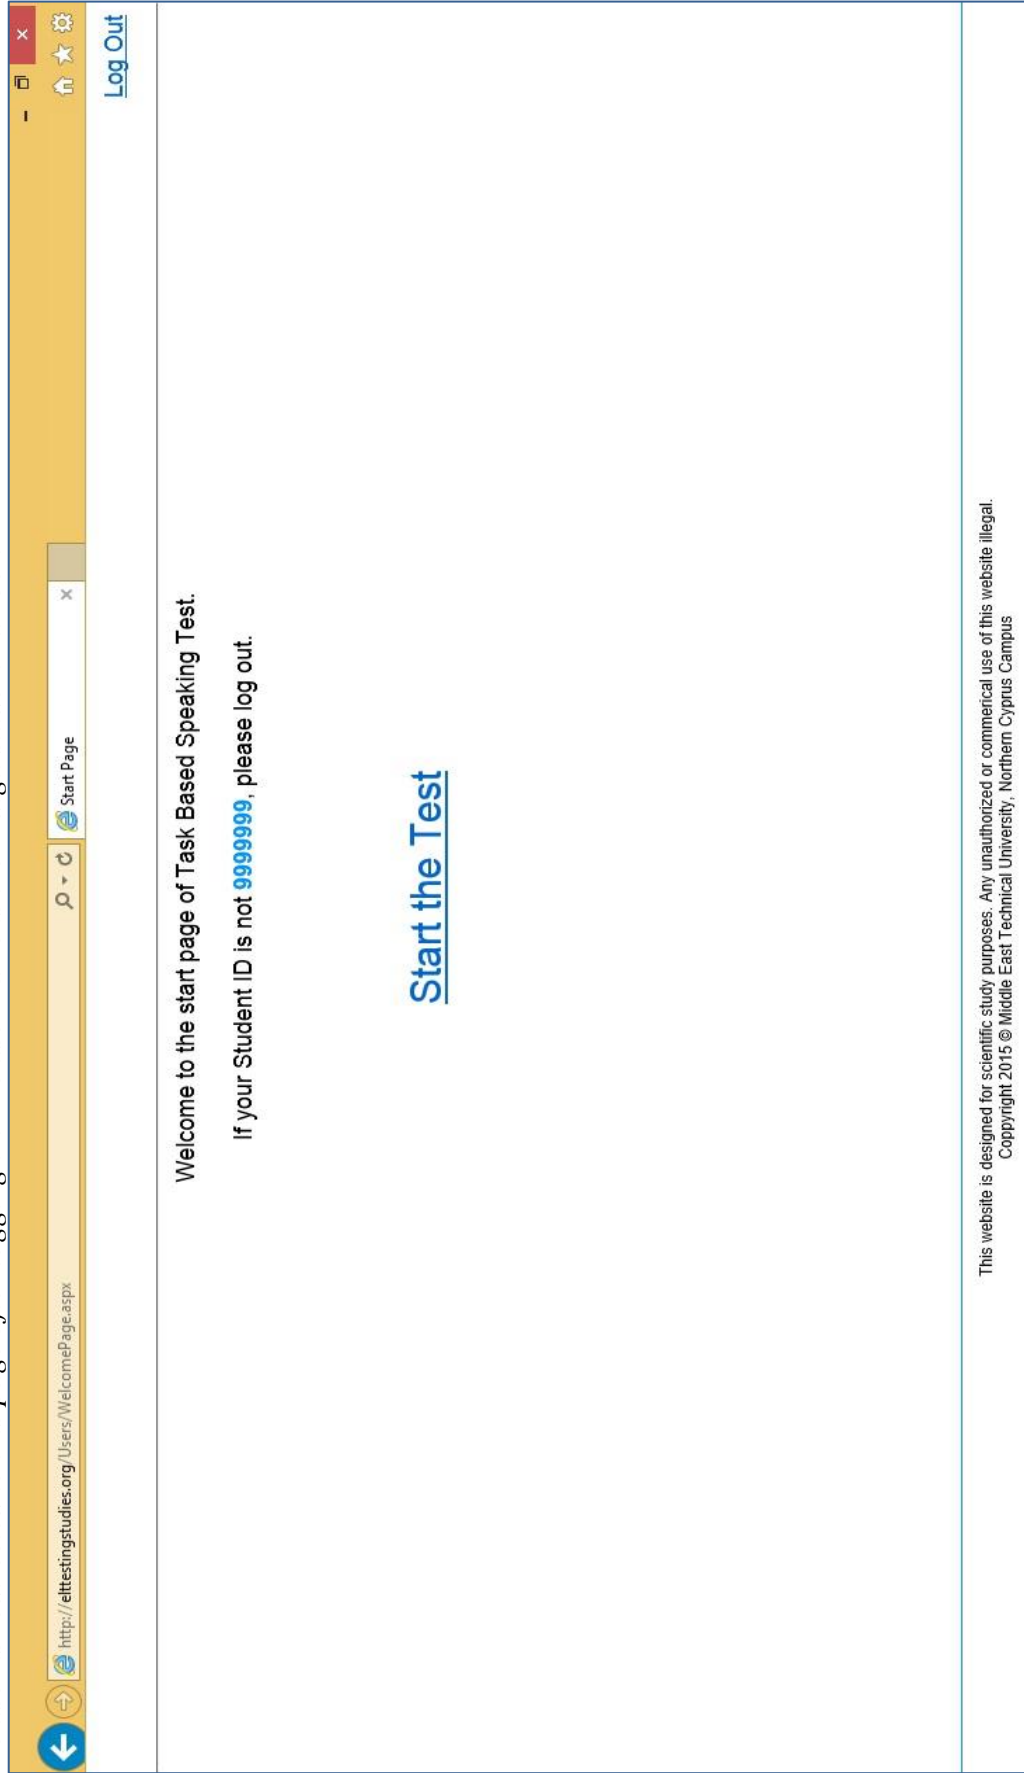 http://elttestingstudies.org/Users/WelcomePage.aspx
Start Page
Log Out
Welcome to the start page of Task Based Speaking Test.
If your Student ID is not 9999999, please log out.
Start the Test
This website is designed for scientific study purposes. Any unauthorized or commerical use of this website illegal.
Coppyright 2015 © Middle East Technical University, Northern Cyprus Campus